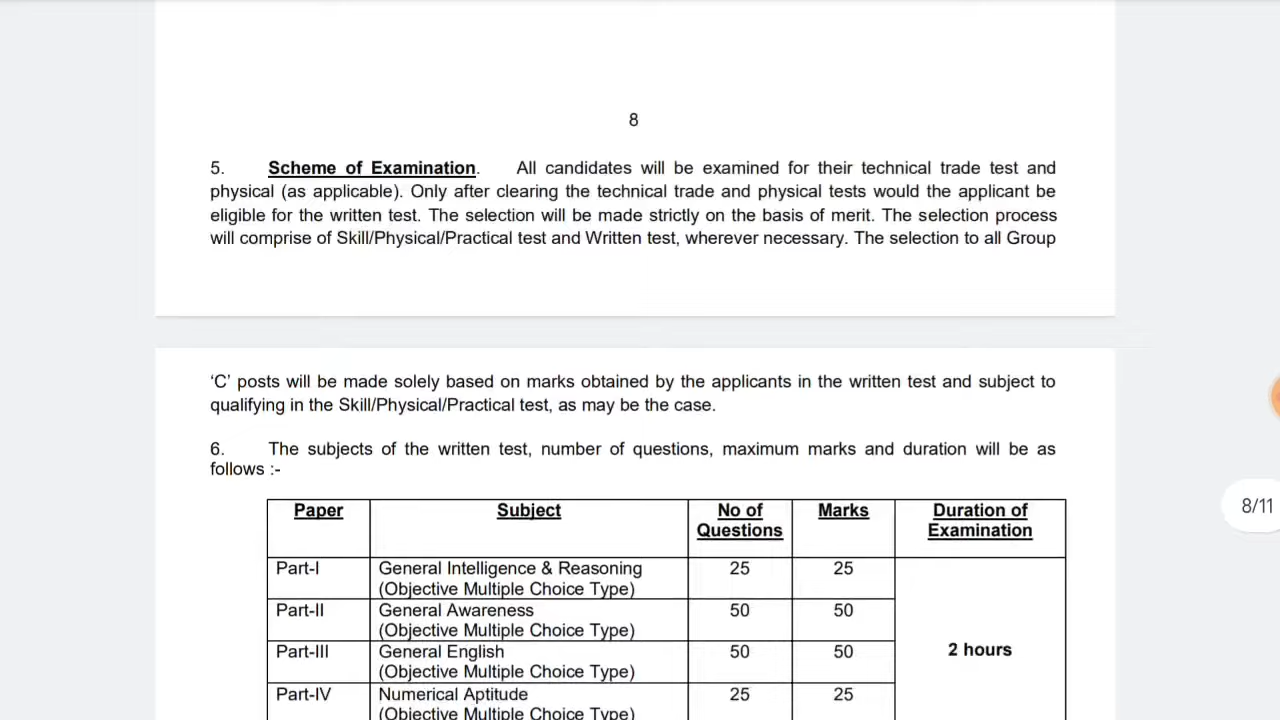 8
5. Scheme of Examination. All candidates will be examined for their technical trade test and
physical (as applicable). Only after clearing the technical trade and physical tests would the applicant be
eligible for the written test. The selection will be made strictly on the basis of merit. The selection process
will comprise of Skill/Physical/Practical test and Written test, wherever necessary. The selection to all Group
‘C’ posts will be made solely based on marks obtained by the applicants in the written test and subject to
qualifying in the Skill/Physical/Practical test, as may be the case.
6. The subjects of the written test, number of questions, maximum marks and duration will be as
follows :-
Paper Subject No of Questions Marks Duration of Examination
Part-I General Intelligence & Reasoning 25 25
(Objective Multiple Choice Type)
Part-II General Awareness 50 50
(Objective Multiple Choice Type)
Part-III General English 50 50 2 hours
(Objective Multiple Choice Type)
Part-IV Numerical Aptitude 25 25
(Objective Multiple Choice Type)
8/11